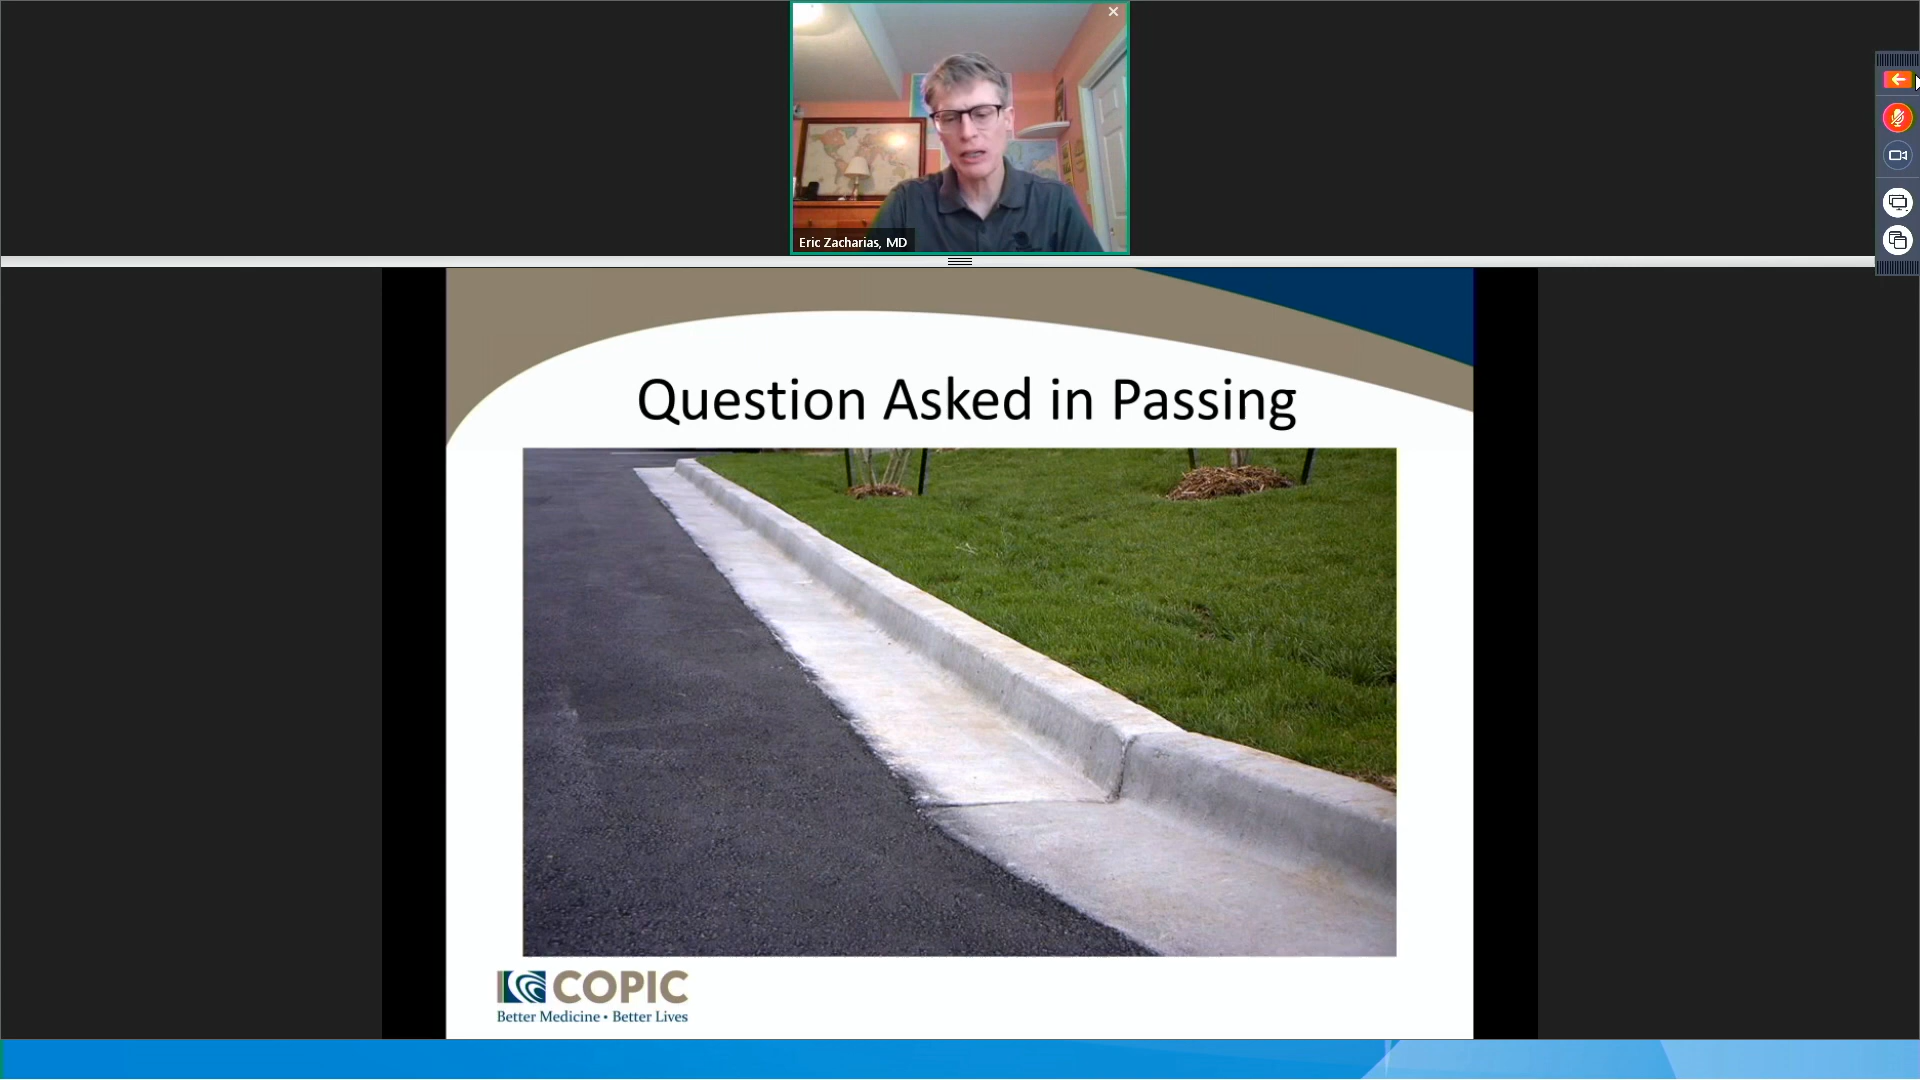 Eric Zacharias, MD
Question Asked in Passing
COPIC
Better Medicine • Better Lives